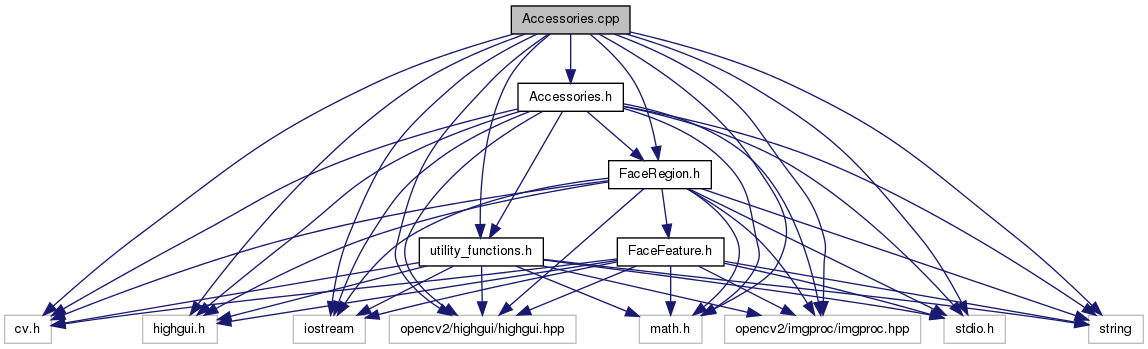 Accessories.cpp
Accessories.h
FaceRegion.h
utility_functions.h
FaceFeature.h
cv.h
highgui.h
iostream
opencv2/highgui/highgui.hpp
math.h
opencv2/imgproc/imgproc.hpp
stdio.h
string